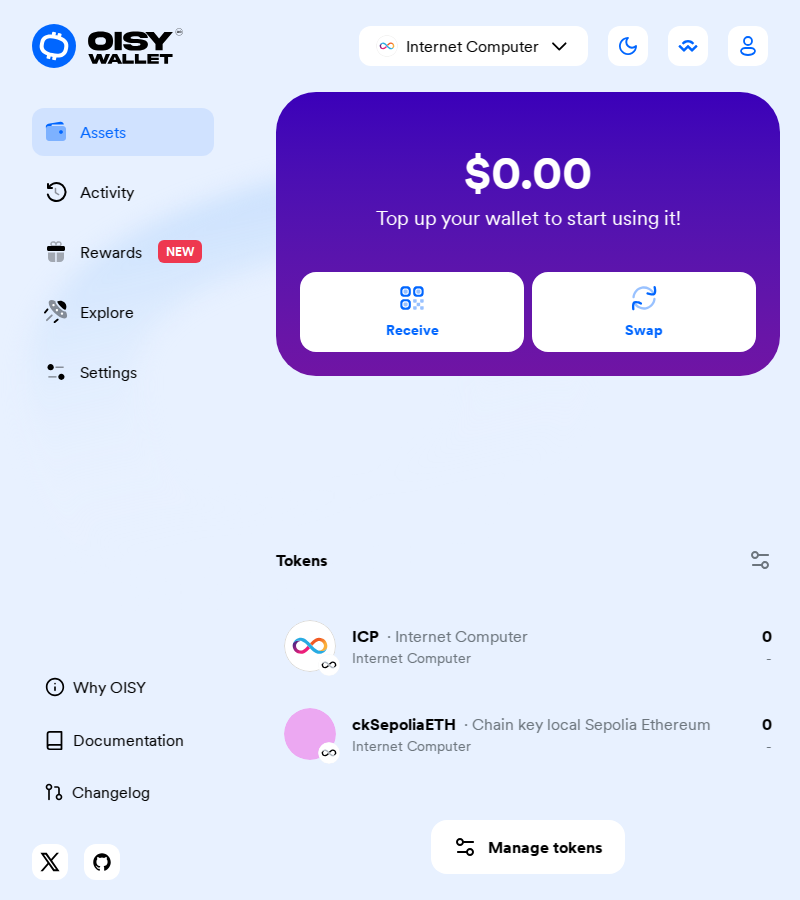 OISY
WALLET
Internet Computer
Assets
Activity
Rewards NEW
Explore
Settings
$0.00
Top up your wallet to start using it!
Receive
Swap
Tokens
ICP · Internet Computer 0
Internet Computer -
ckSepoliaETH · Chain key local Sepolia Ethereum 0
Internet Computer -
Manage tokens
Why OISY
Documentation
Changelog